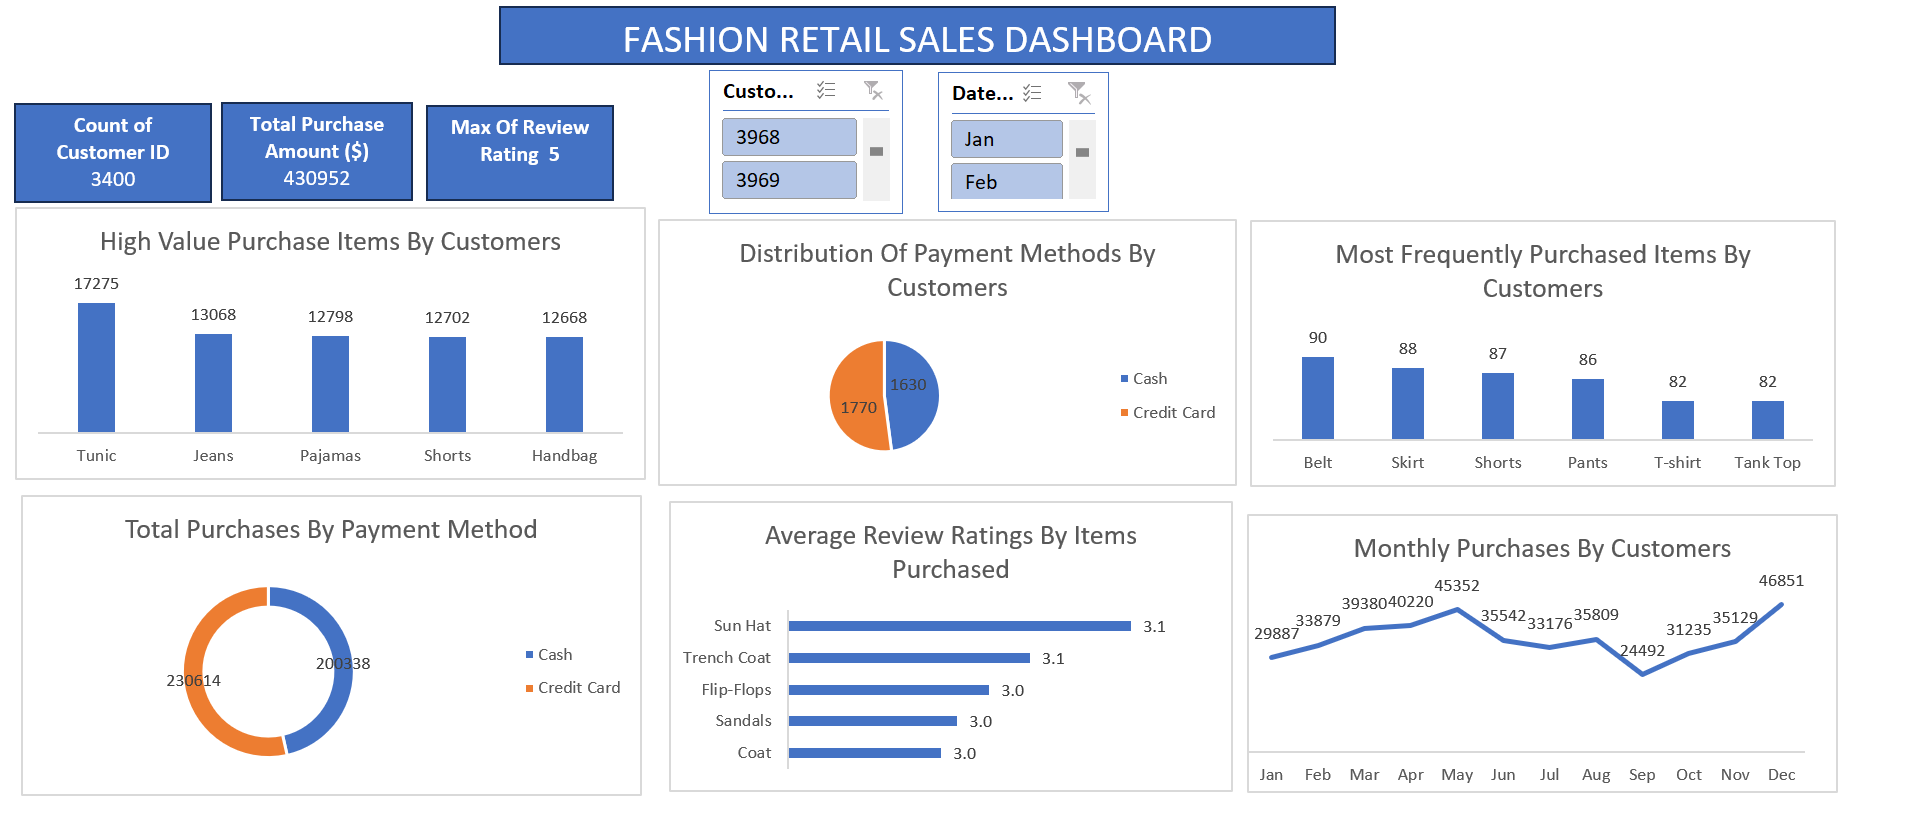 FASHION RETAIL SALES DASHBOARD
Custo...
3968
3969
Date...
Jan
Feb
Count of
Customer ID
3400
Total Purchase
Amount ($)
430952
Max Of Review
Rating  5
High Value Purchase Items By Customers
17275
13068
12798
12702
12668
Tunic
Jeans
Pajamas
Shorts
Handbag
Distribution Of Payment Methods By
Customers
1630
1770
Cash
Credit Card
Most Frequently Purchased Items By
Customers
90
88
87
86
82
82
Belt
Skirt
Shorts
Pants
T-shirt
Tank Top
Total Purchases By Payment Method
200338
230614
Cash
Credit Card
Average Review Ratings By Items
Purchased
Sun Hat 3.1
Trench Coat 3.1
Flip-Flops 3.0
Sandals 3.0
Coat 3.0
Monthly Purchases By Customers
29887
33879
39380
40220
45352
35542
33176
35809
24492
31235
35129
46851
Jan
Feb
Mar
Apr
May
Jun
Jul
Aug
Sep
Oct
Nov
Dec